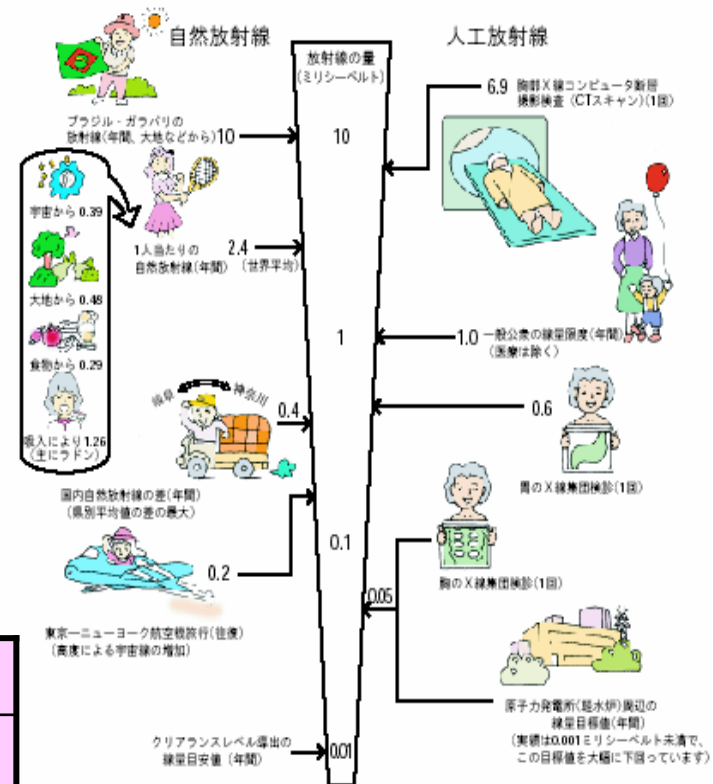 自然放射線
人工放射線
放射線の量
(ミリシーベルト)
ブラジル・ガラパリの
放射線(年間、大地などから)10
10
6.9 胸部X線コンピュータ断層
撮影検査 (CTスキャン)(1回)
宇宙から 0.39
大地から 0.48
食物から 0.29
吸入により1.26
(主にラドン)
1人当たりの
自然放射線(年間)
2.4
(世界平均)
1
1.0 一般公衆の線量限度(年間)
(医療は除く)
岐阜
神奈川
0.4
国内自然放射線の差(年間)
(県別平均値の差の最大)
0.6
胃のX線集団検診(1回)
0.1
0.2
東京ーニューヨーク航空機旅行(往復)
(高度による宇宙線の増加)
胸のX線集団検診(1回)
0.05
原子力発電所(軽水炉)周辺の
線量目標値(年間)
(実績は0.001ミリシーベルト未満で、
この目標値を大幅に下回っています)
クリアランスレベル導出の
線量目安値 (年間)
0.01